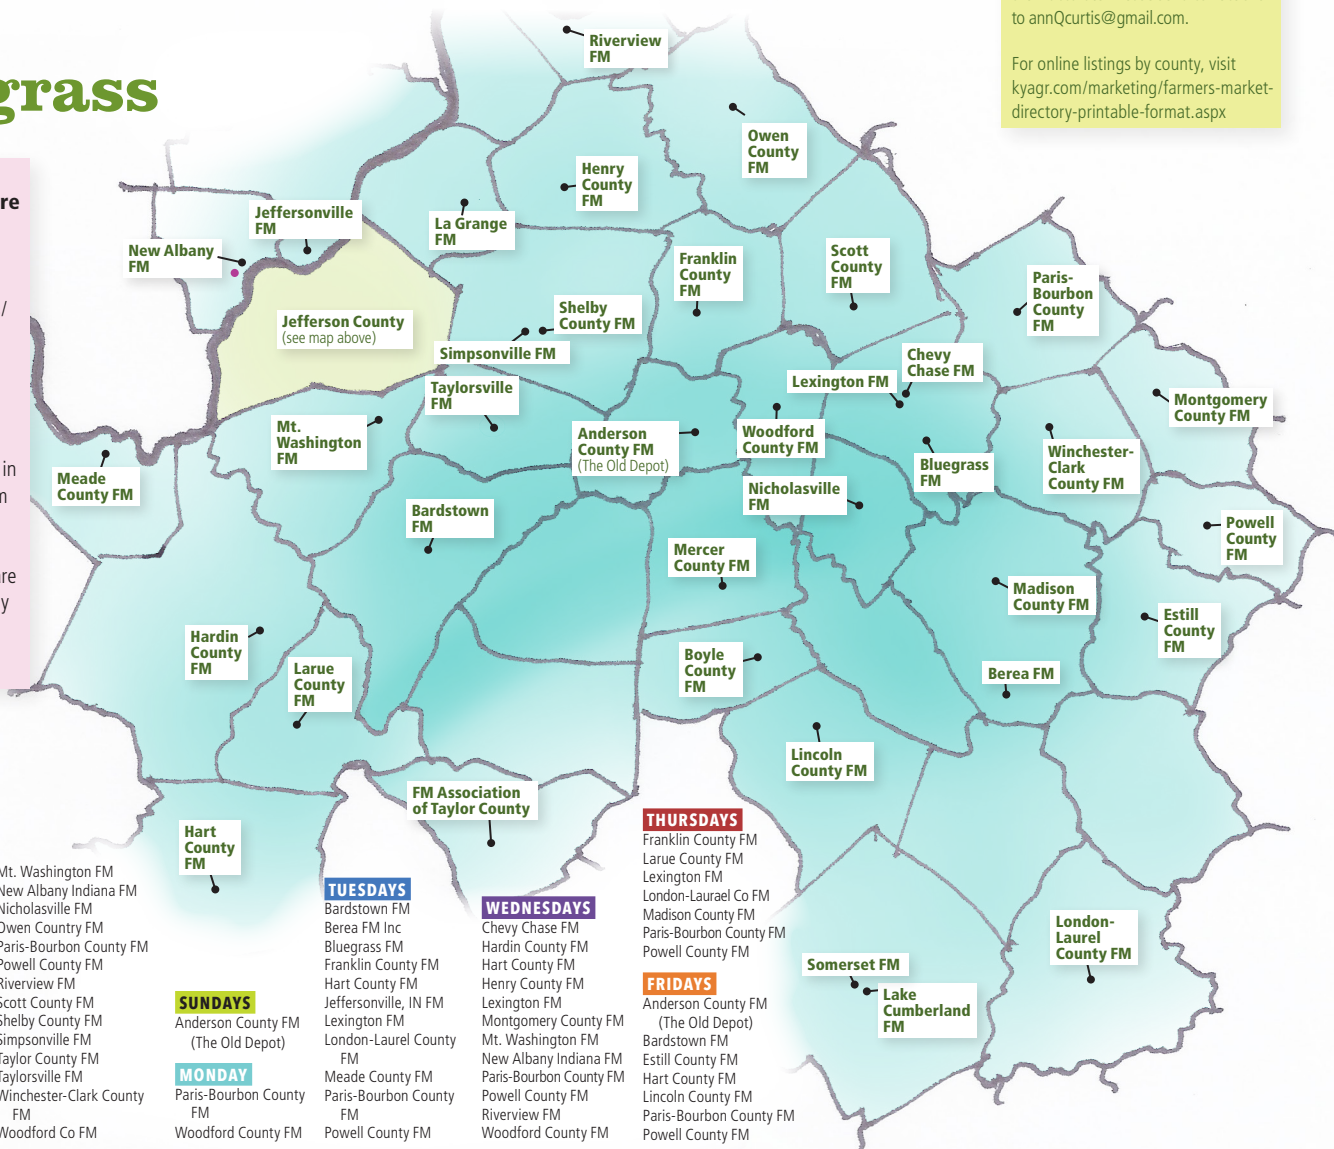 to annQcurtis@gmail.com.
For online listings by county, visit
kyagr.com/marketing/farmers-market-
directory-printable-format.aspx
grass
re
/
in
m
are
y
Riverview
FM
Owen
County
FM
Henry
County
FM
Jeffersonville
FM
La Grange
FM
New Albany
FM
Franklin
County
FM
Scott
County
FM
Paris-
Bourbon
County
FM
Jefferson County
(see map above)
Shelby
County FM
Simpsonville FM
Chevy
Chase FM
Lexington FM
Taylorsville
FM
Montgomery
County FM
Mt.
Washington
FM
Anderson
County FM
(The Old Depot)
Woodford
County FM
Bluegrass
FM
Winchester-
Clark
County FM
Meade
County FM
Nicholasville
FM
Bardstown
FM
Powell
County
FM
Mercer
County FM
Madison
County FM
Estill
County
FM
Hardin
County
FM
Larue
County
FM
Boyle
County
FM
Berea FM
Lincoln
County FM
FM Association
of Taylor County
Hart
County
FM
London-
Laurel
County FM
Somerset FM
Lake
Cumberland
FM
Mt. Washington FM
New Albany Indiana FM
Nicholasville FM
Owen Country FM
Paris-Bourbon County FM
Powell County FM
Riverview FM
Scott County FM
Shelby County FM
Simpsonville FM
Taylor County FM
Taylorsville FM
Winchester-Clark County
FM
Woodford Co FM
SUNDAYS
Anderson County FM
(The Old Depot)
MONDAY
Paris-Bourbon County
FM
Woodford County FM
TUESDAYS
Bardstown FM
Berea FM Inc
Bluegrass FM
Franklin County FM
Hart County FM
Jeffersonville, IN FM
Lexington FM
London-Laurel County
FM
Meade County FM
Paris-Bourbon County
FM
Powell County FM
WEDNESDAYS
Chevy Chase FM
Hardin County FM
Hart County FM
Henry County FM
Lexington FM
Montgomery County FM
Mt. Washington FM
New Albany Indiana FM
Paris-Bourbon County FM
Powell County FM
Riverview FM
Woodford County FM
THURSDAYS
Franklin County FM
Larue County FM
Lexington FM
London-Laurael Co FM
Madison County FM
Paris-Bourbon County FM
Powell County FM
FRIDAYS
Anderson County FM
(The Old Depot)
Bardstown FM
Estill County FM
Hart County FM
Lincoln County FM
Paris-Bourbon County FM
Powell County FM